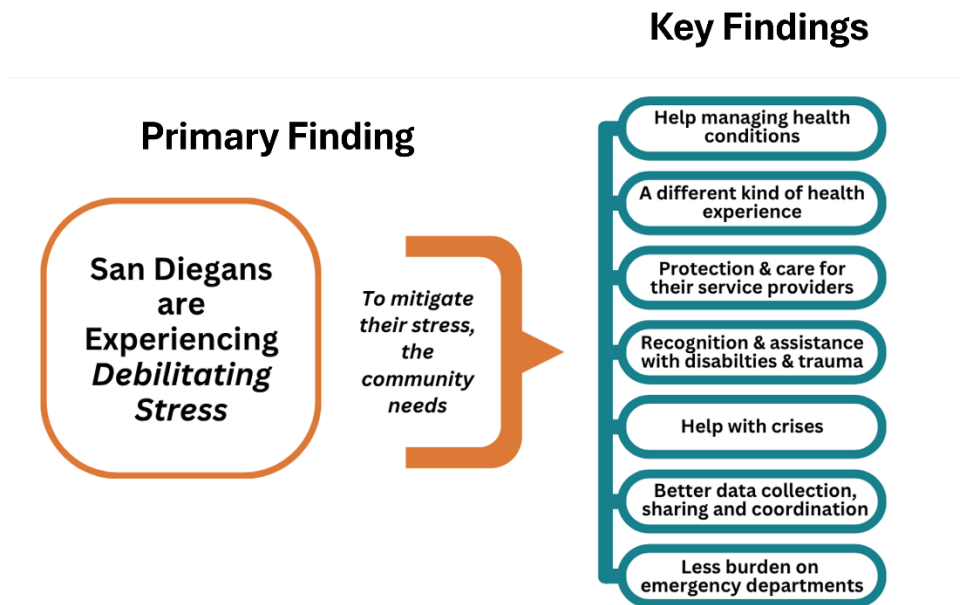 Key Findings
Primary Finding
San Diegans
are
Experiencing
Debilitating
Stress
To mitigate
their stress,
the
community
needs
Help managing health
conditions
A different kind of health
experience
Protection & care for
their service providers
Recognition & assistance
with disabilties & trauma
Help with crises
Better data collection,
sharing and coordination
Less burden on
emergency departments